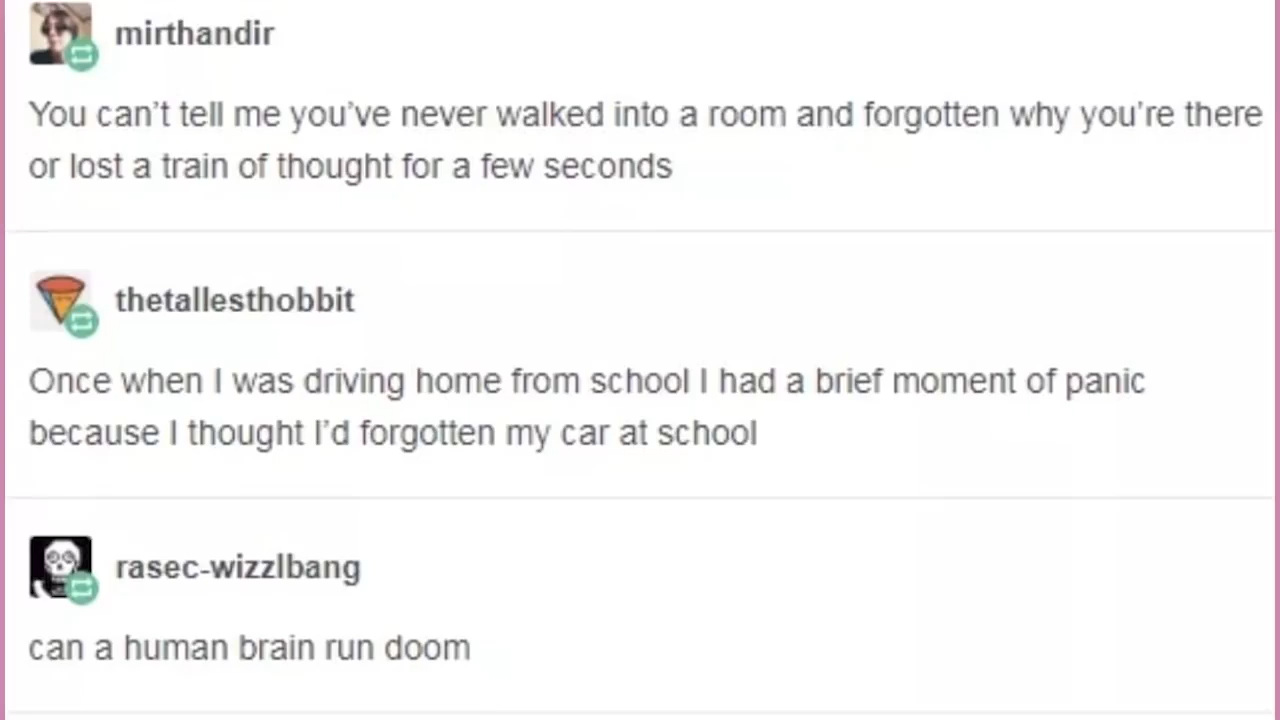 mirthandir
You can’t tell me you’ve never walked into a room and forgotten why you’re there
or lost a train of thought for a few seconds
thetallesthobbit
Once when I was driving home from school I had a brief moment of panic
because I thought I’d forgotten my car at school
rasec-wizzlbang
can a human brain run doom